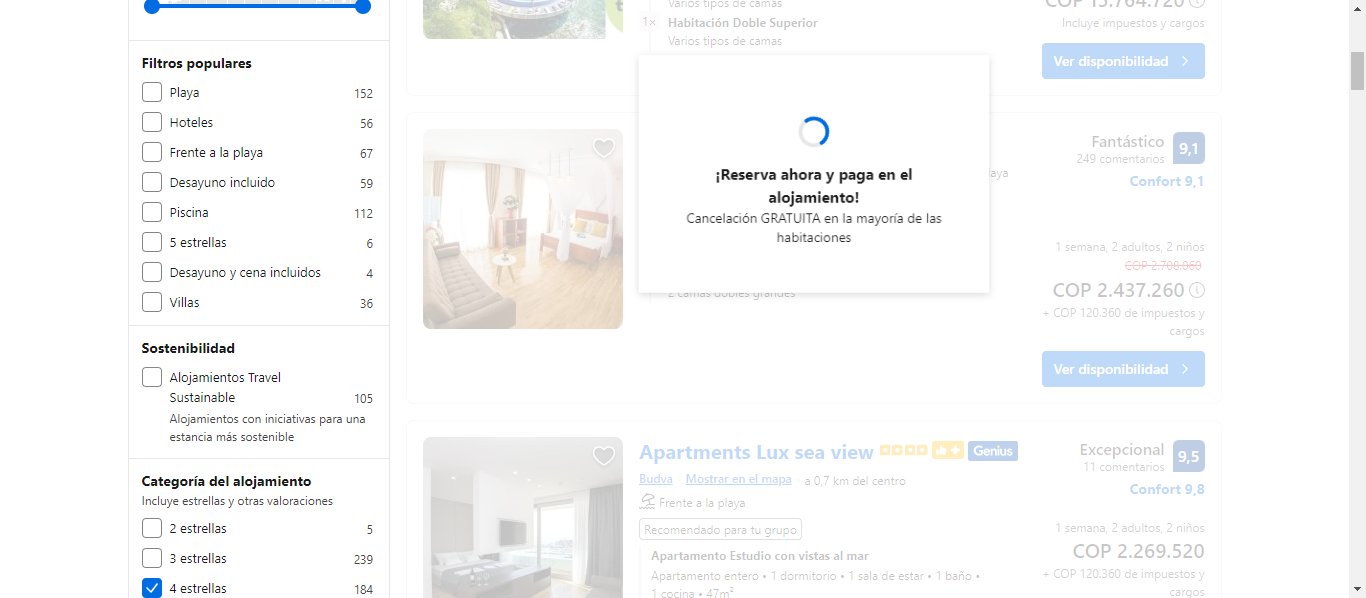 Filtros populares
Playa 152
Hoteles 56
Frente a la playa 67
Desayuno incluido 59
Piscina 112
5 estrellas 6
Desayuno y cena incluidos 4
Villas 36
Sostenibilidad
Alojamientos Travel
Sustainable 105
Alojamientos con iniciativas para una
estancia más sostenible
Categoría del alojamiento
Incluye estrellas y otras valoraciones
2 estrellas 5
3 estrellas 239
4 estrellas 184
Varios tipos de camas
1× Habitación Doble Superior
Varios tipos de camas
COP 13.764.720
Incluye impuestos y cargos
Ver disponibilidad
¡Reserva ahora y paga en el
alojamiento!
Cancelación GRATUITA en la mayoría de las
habitaciones
2 camas dobles grandes
Fantástico 9,1
249 comentarios
Confort 9,1
1 semana, 2 adultos, 2 niños
COP 2.708.060
COP 2.437.260
+ COP 120.360 de impuestos y
cargos
Ver disponibilidad
Apartments Lux sea view Genius
Budva Mostrar en el mapa a 0,7 km del centro
Frente a la playa
Recomendado para tu grupo
Apartamento Estudio con vistas al mar
Apartamento entero • 1 dormitorio • 1 sala de estar • 1 baño •
1 cocina • 47m²
Excepcional 9,5
11 comentarios
Confort 9,8
1 semana, 2 adultos, 2 niños
COP 2.269.520
+ COP 120.360 de impuestos y
cargos